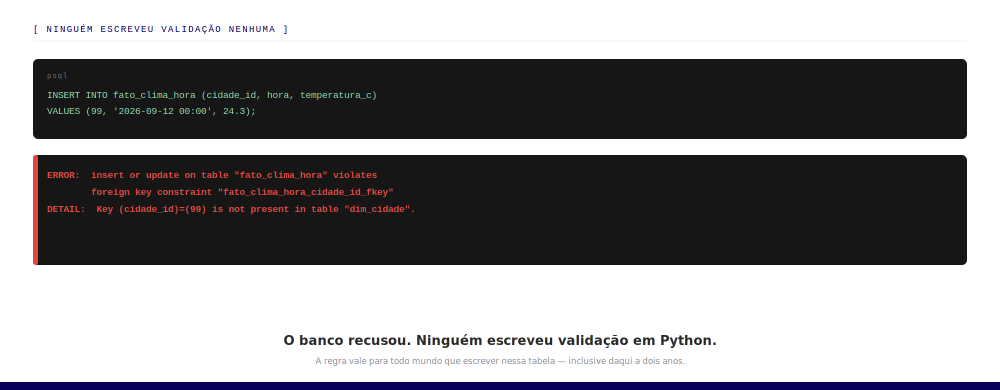 [ NINGUÉM ESCREVEU VALIDAÇÃO NENHUMA ]
psql
INSERT INTO fato_clima_hora (cidade_id, hora, temperatura_c)
VALUES (99, '2026-09-12 00:00', 24.3);
ERROR:  insert or update on table "fato_clima_hora" violates
        foreign key constraint "fato_clima_hora_cidade_id_fkey"
DETAIL:  Key (cidade_id)=(99) is not present in table "dim_cidade".
O banco recusou. Ninguém escreveu validação em Python.
A regra vale para todo mundo que escrever nessa tabela — inclusive daqui a dois anos.